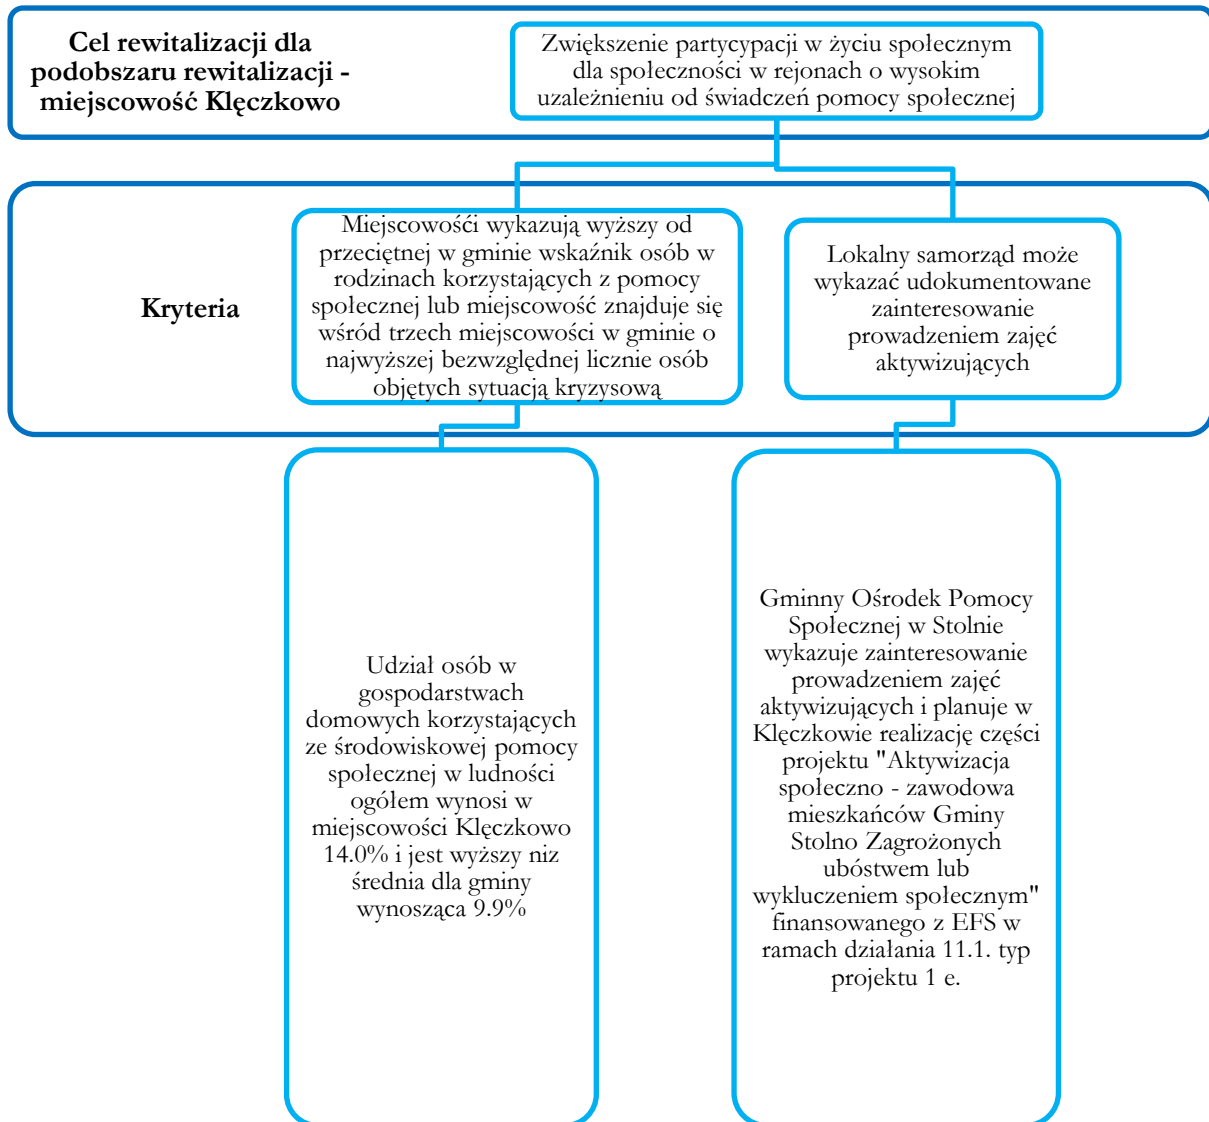 Cel rewitalizacji dla
podobszaru rewitalizacji -
miejscowość Klęczkowo
Zwiększenie partycypacji w życiu społecznym
dla społeczności w rejonach o wysokim
uzależnieniu od świadczeń pomocy społecznej
Kryteria
Miejscowośći wykazują wyższy od
przeciętnej w gminie wskaźnik osób w
rodzinach korzystających z pomocy
społecznej lub miejscowość znajduje się
wśród trzech miejscowości w gminie o
najwyższej bezwzględnej licznie osób
objętych sytuacją kryzysową
Lokalny samorząd może
wykazać udokumentowane
zainteresowanie
prowadzeniem zajęć
aktywizujących
Udział osób w
gospodarstwach
domowych korzystających
ze środowiskowej pomocy
społecznej w ludności
ogółem wynosi w
miejscowości Klęczkowo
14.0% i jest wyższy niz
średnia dla gminy
wynosząca 9.9%
Gminny Ośrodek Pomocy
Społecznej w Stolnie
wykazuje zainteresowanie
prowadzeniem zajęć
aktywizujących i planuje w
Klęczkowie realizację części
projektu "Aktywizacja
społeczno - zawodowa
mieszkańców Gminy
Stolno Zagrożonych
ubóstwem lub
wykluczeniem społecznym"
finansowanego z EFS w
ramach działania 11.1. typ
projektu 1 e.